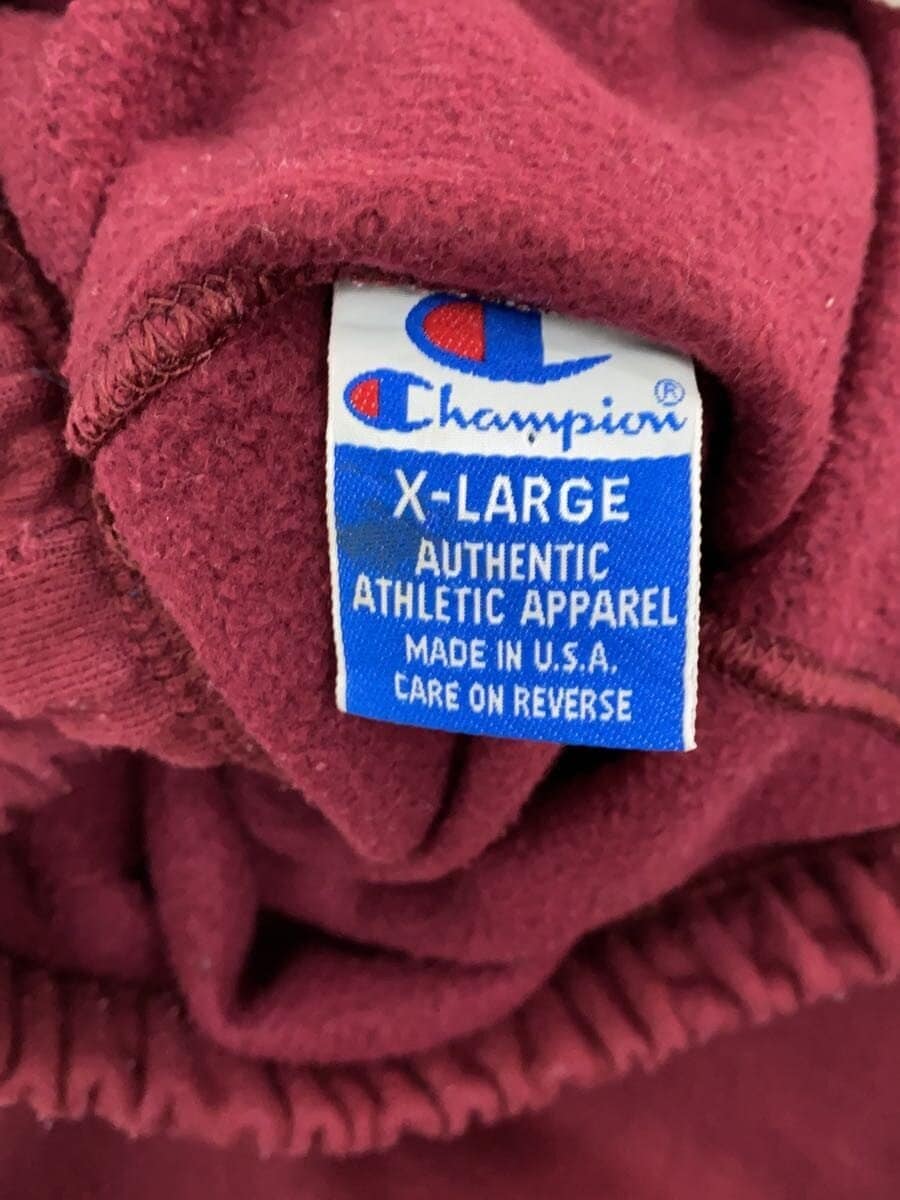 Champion®
X-LARGE
AUTHENTIC
ATHLETIC APPAREL
MADE IN U.S.A.
CARE ON REVERSE